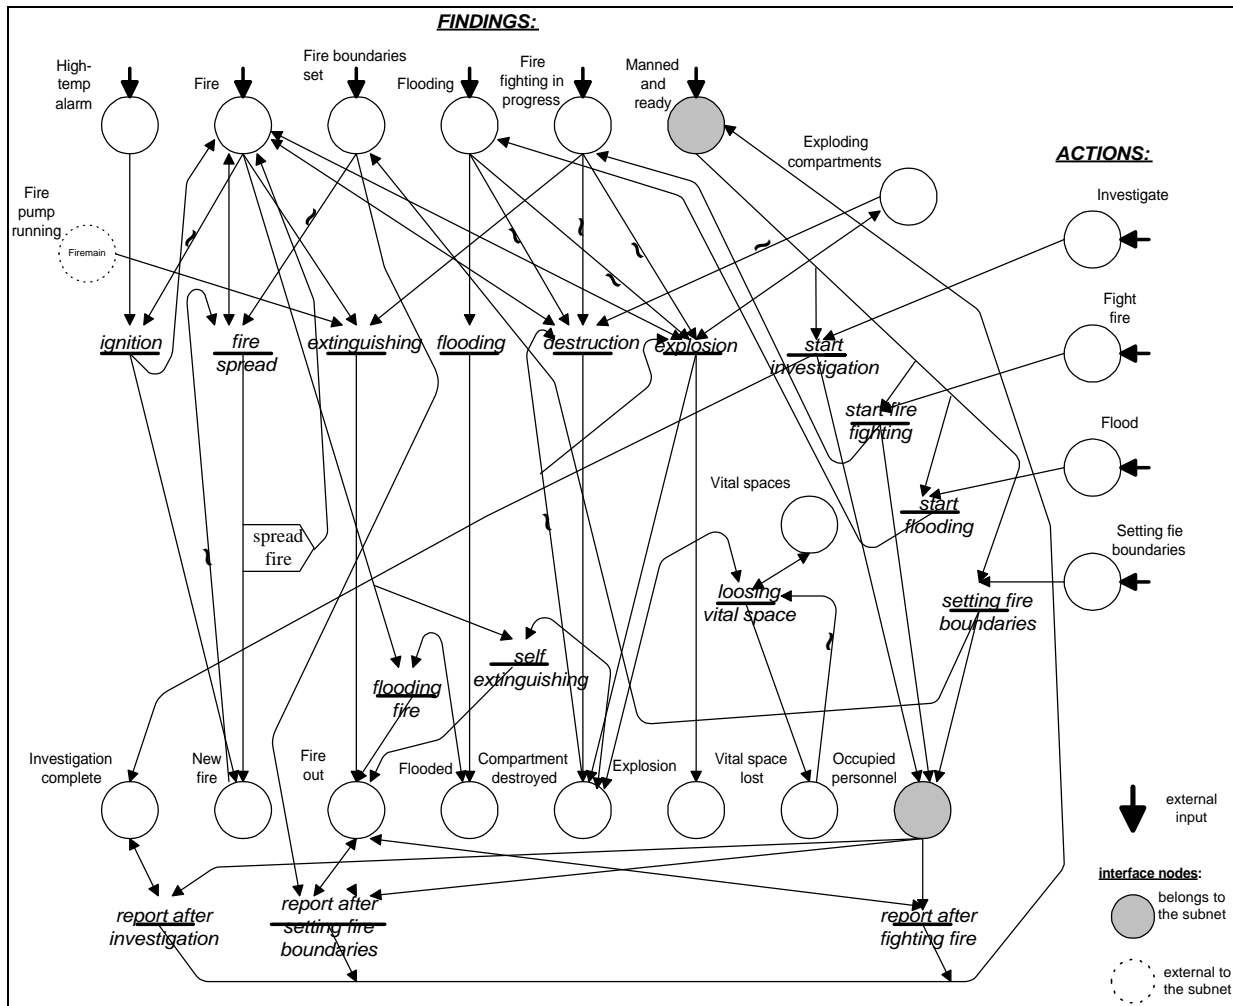 FINDINGS:
High-
temp
alarm
Fire
Fire boundaries
set
Flooding
Fire
fighting in
progress
Manned
and
ready
Exploding
compartments
ACTIONS:
Investigate
Fire
pump
running
Firemain
Fight
fire
ignition
fire
spread
extinguishing
flooding
destruction
explosion
start
investigation
start fire
fighting
Flood
Vital spaces
start
flooding
spread
fire
Setting fie
boundaries
loosing
vital space
setting fire
boundaries
self
extinguishing
flooding
fire
Investigation
complete
New
fire
Fire
out
Flooded
Compartment
destroyed
Explosion
Vital space
lost
Occupied
personnel
external
input
interface nodes:
belongs to
the subnet
report after
investigation
report after
setting fire
boundaries
report after
fighting fire
external to
the subnet